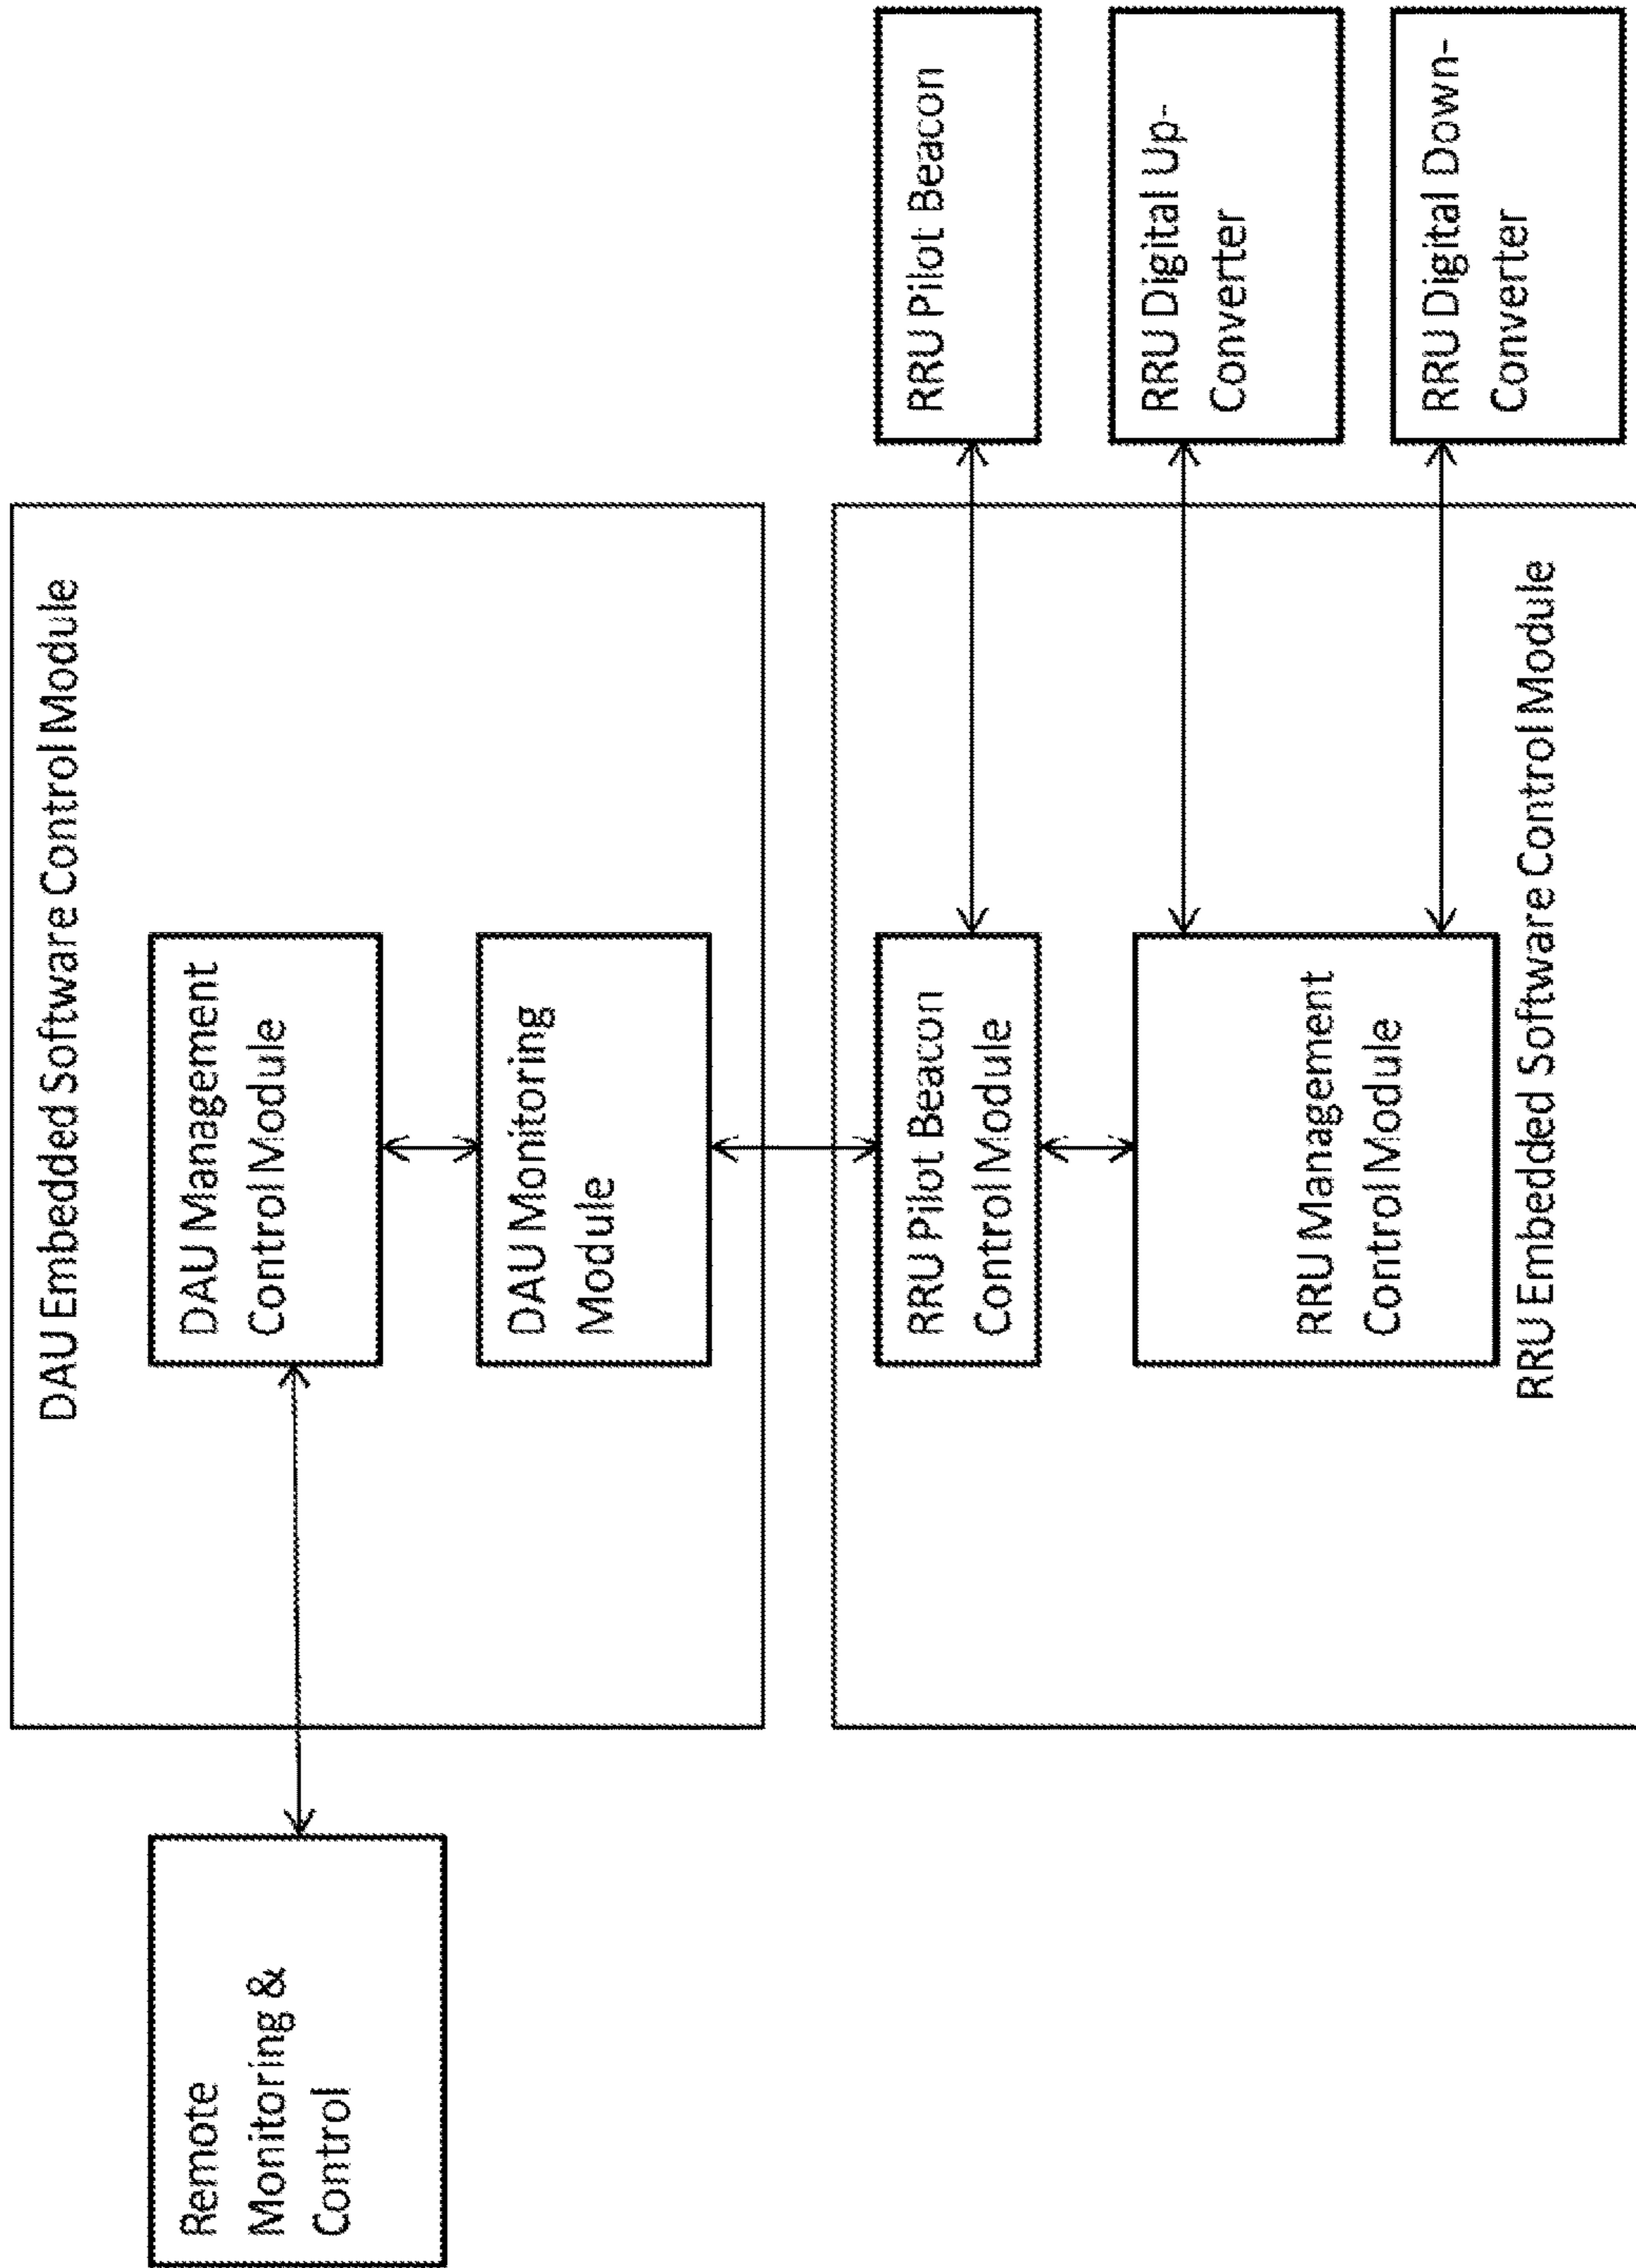 DAU Embedded Software Control Module
Remote
Monitoring &
Control
DAU Management
Control Module
DAU Monitoring
Module
RRU Pilot Beacon
Control Module
RRU Pilot Beacon
RRU Management
Control Module
RRU Digital Up-
Converter
RRU Digital Down-
Converter
RRU Embedded Software Control Module